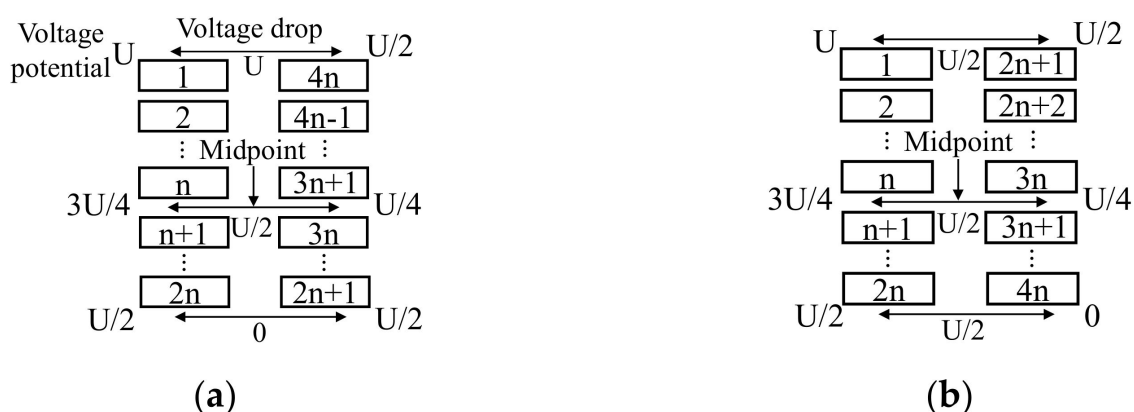 Voltage potential
U
Voltage drop
U/2
1
U
4n
2
4n-1
⋮
Midpoint
⋮
n
3n+1
3U/4
U/4
n+1
U/2
3n
⋮
⋮
2n
2n+1
U/2
0
U/2
(a)
U
U/2
1
U/2
2n+1
2
2n+2
⋮
Midpoint
⋮
n
3n
3U/4
U/4
n+1
U/2
3n+1
⋮
⋮
2n
4n
U/2
U/2
0
(b)